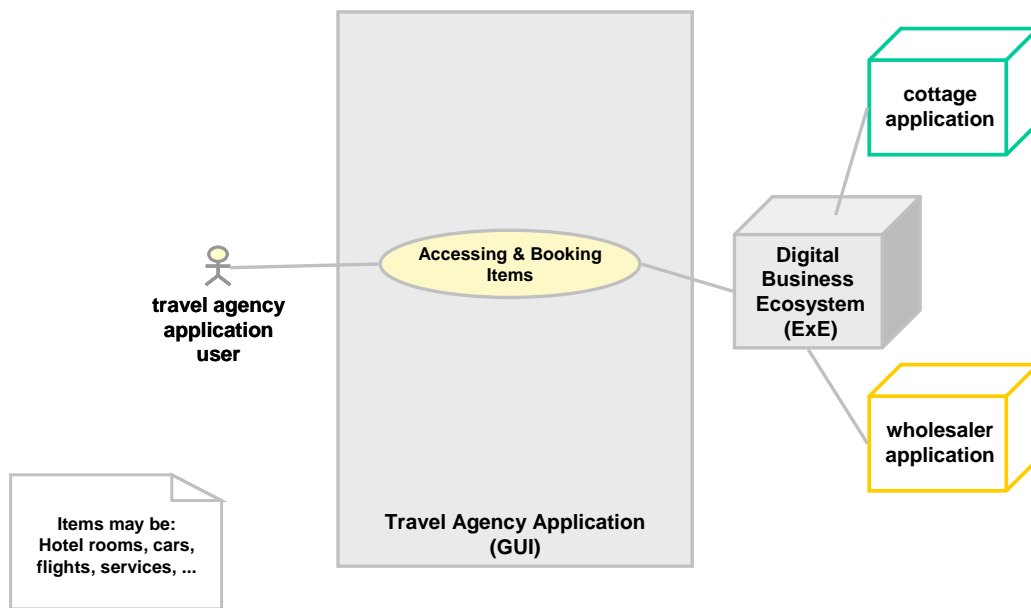 cottage
application
Accessing & Booking
Items
Digital
Business
Ecosystem
(ExE)
travel agency
application
user
wholesaler
application
Travel Agency Application
(GUI)
Items may be:
Hotel rooms, cars,
flights, services, ...